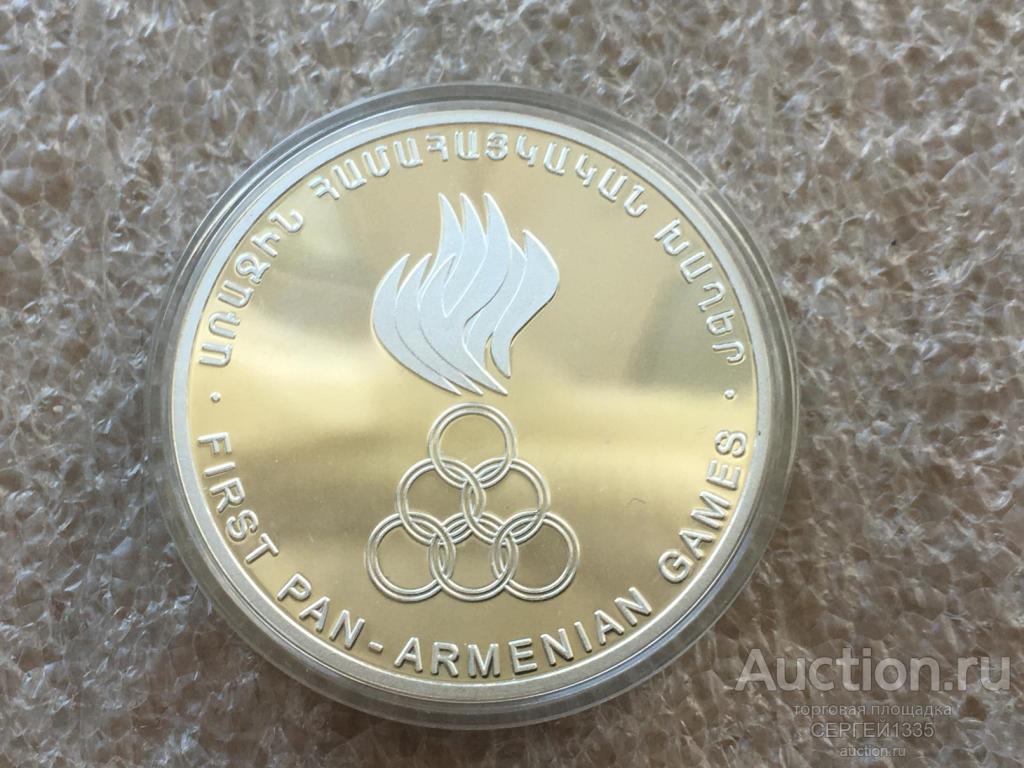 ԱՌԱՋԻՆ ՀԱՄԱՀԱՅԿԱԿԱՆ ԽԱՂԵՐ
· FIRST PAN-ARMENIAN GAMES ·
Auction.ru
торговая площадка
СЕРГЕЙ1335
auction.ru